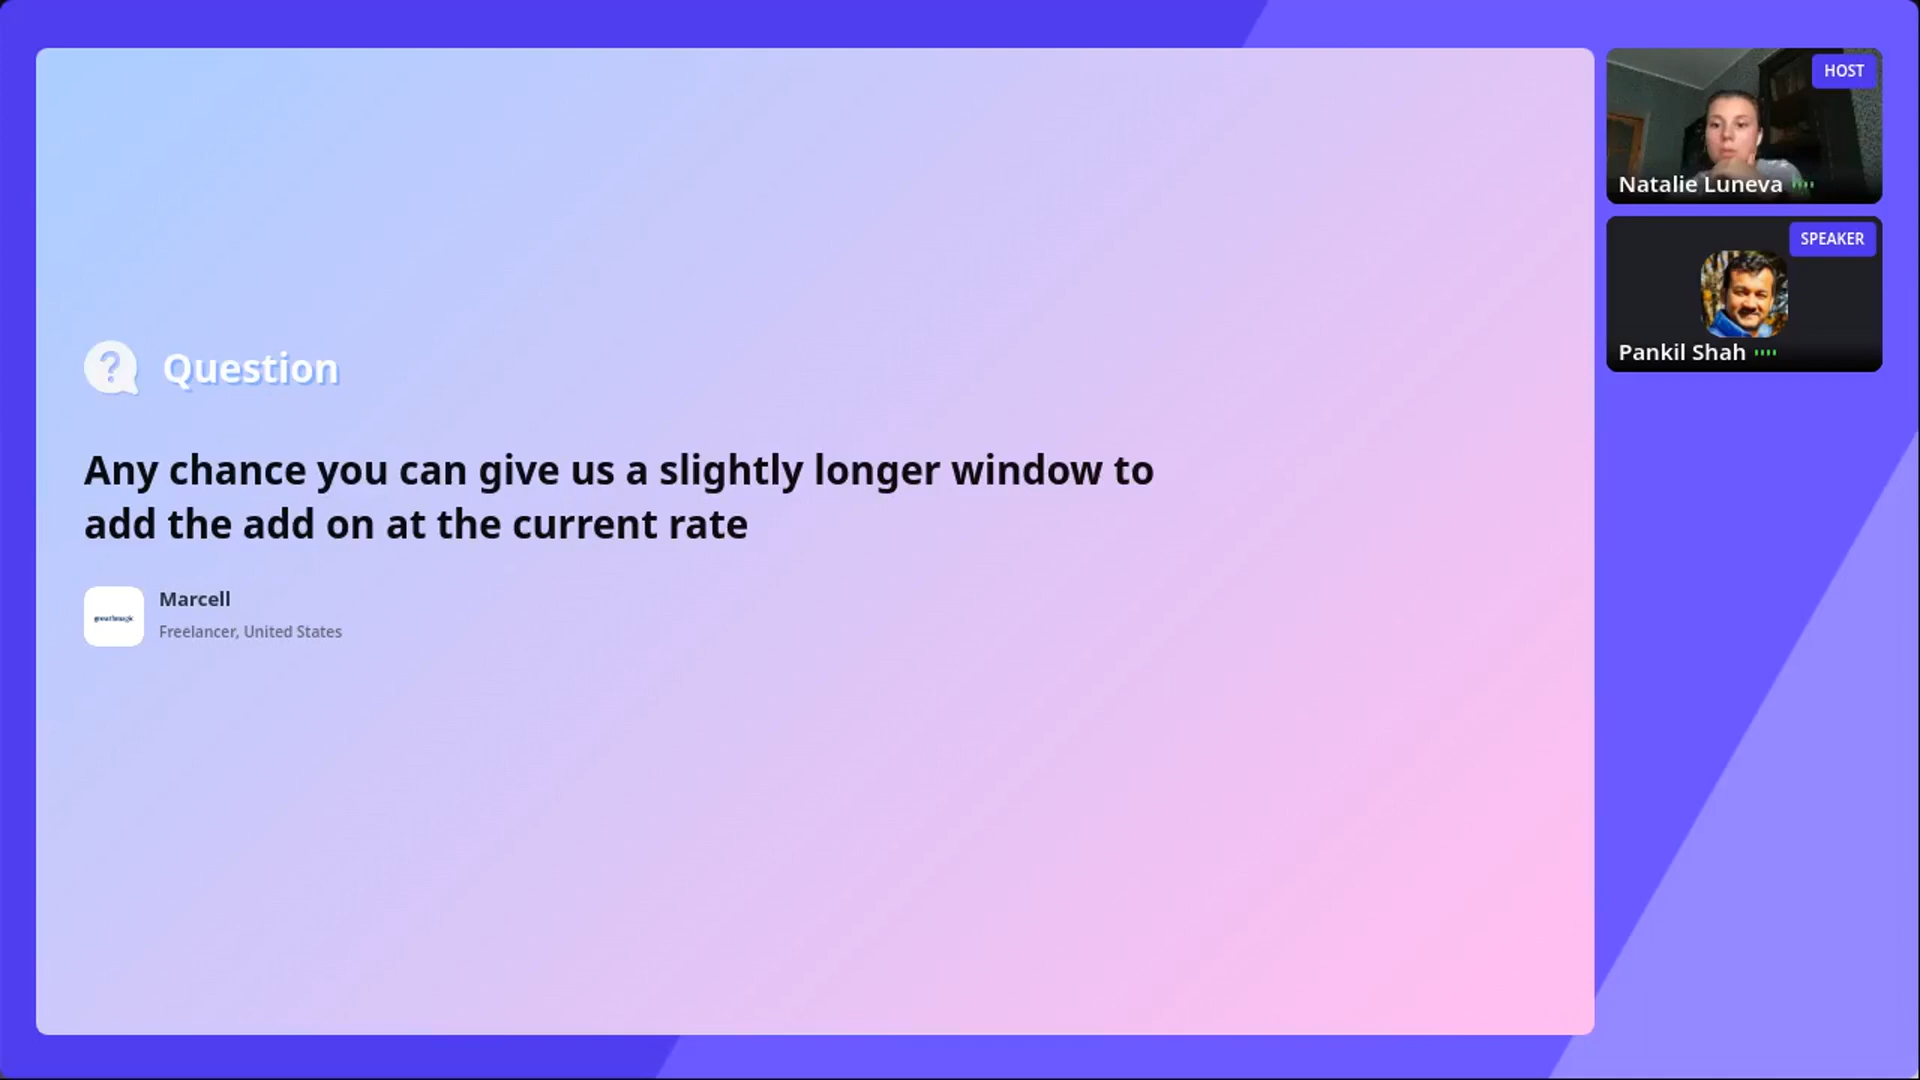 HOST
Natalie Luneva
SPEAKER
Pankil Shah
Question
Any chance you can give us a slightly longer window to
add the add on at the current rate
Marcell
Freelancer, United States